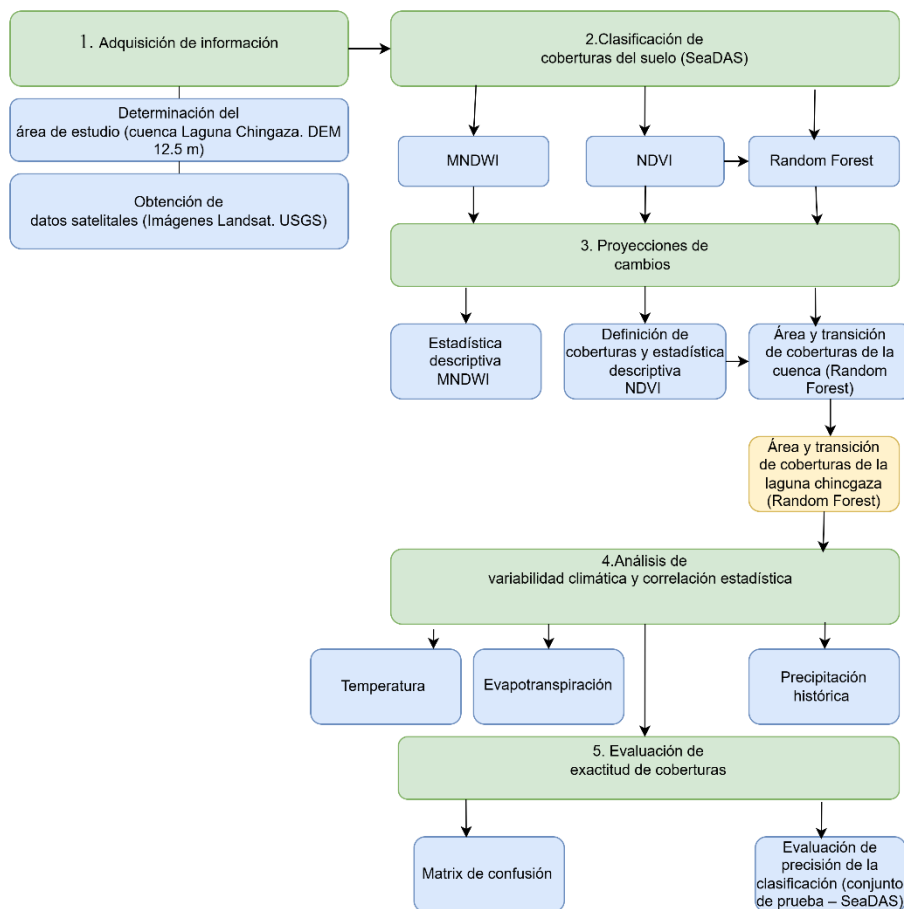 1. Adquisición de información
2.Clasificación de
coberturas del suelo (SeaDAS)
Determinación del
área de estudio (cuenca Laguna Chingaza. DEM
12.5 m)
Obtención de
datos satelitales (Imágenes Landsat. USGS)
MNDWI
NDVI
Random Forest
3. Proyecciones de
cambios
Estadística
descriptiva
MNDWI
Definición de
coberturas y estadística
descriptiva
NDVI
Área y transición
de coberturas de la
cuenca (Random
Forest)
Área y transición
de coberturas de la
laguna chincgaza
(Random Forest)
4.Análisis de
variabilidad climática y correlación estadística
Temperatura
Evapotranspiración
Precipitación
histórica
5. Evaluación de
exactitud de coberturas
Matrix de confusión
Evaluación de
precisión de la
clasificación (conjunto
de prueba – SeaDAS)